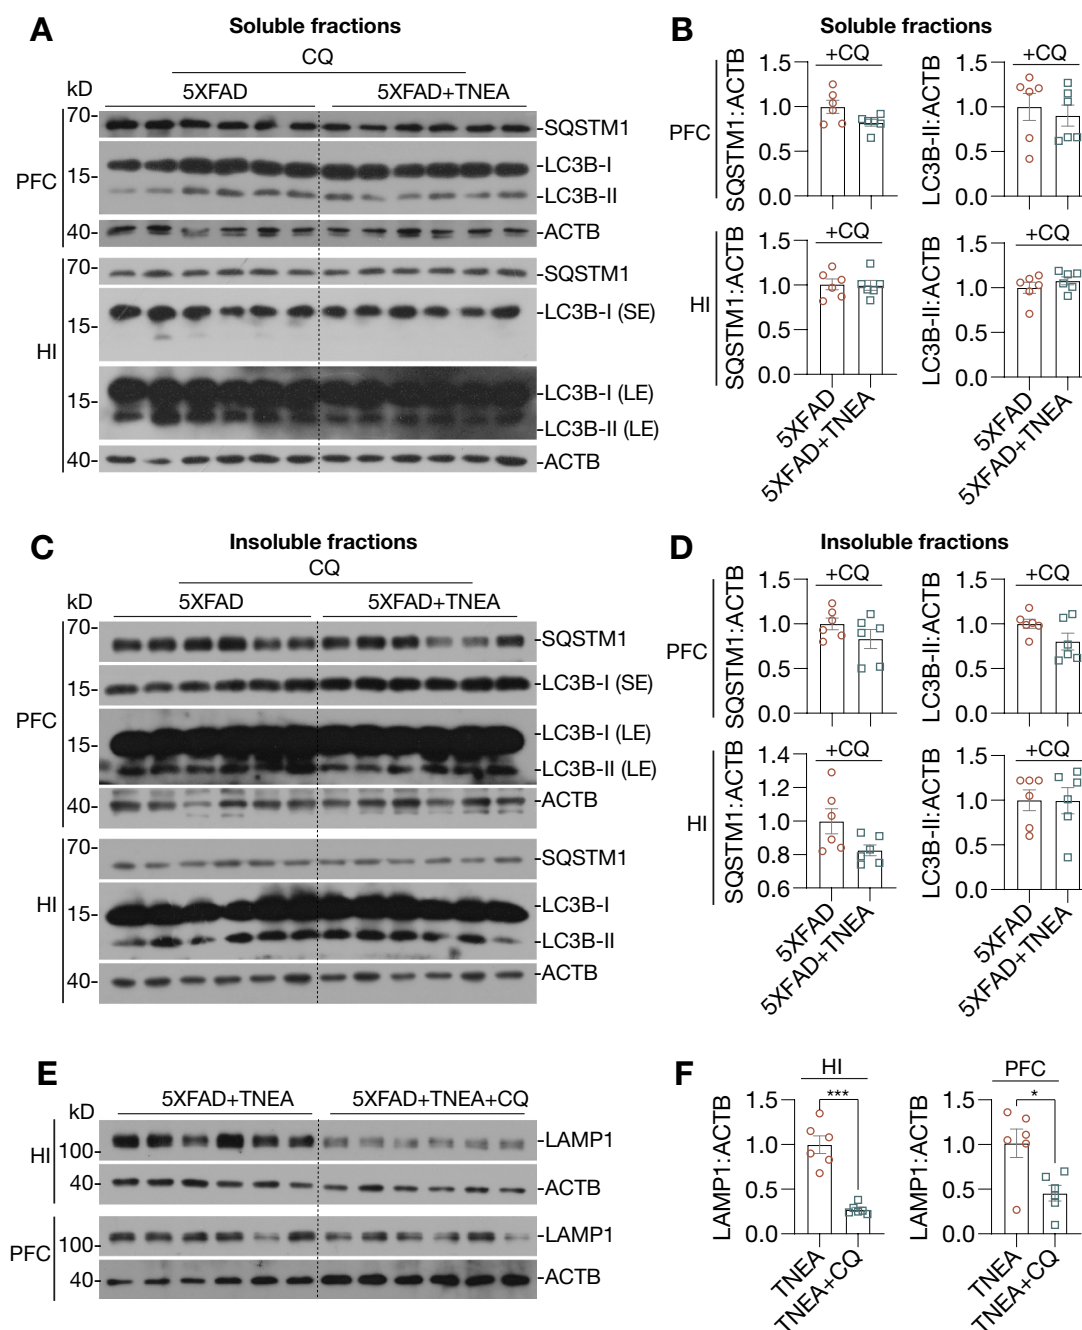 A
Soluble fractions
CQ
kD
5XFAD
5XFAD+TNEA
PFC
70-
-SQSTM1
-LC3B-I
15-
-LC3B-II
40-
-ACTB
HI
70-
-SQSTM1
-LC3B-I (SE)
15-
-LC3B-I (LE)
15-
-LC3B-II (LE)
40-
-ACTB
B
Soluble fractions
PFC
SQSTM1:ACTB
+CQ
1.5
1.0
0.5
0.0
LC3B-II:ACTB
+CQ
1.5
1.0
0.5
0.0
HI
SQSTM1:ACTB
+CQ
1.5
1.0
0.5
0.0
5XFAD
5XFAD+TNEA
LC3B-II:ACTB
+CQ
1.5
1.0
0.5
0.0
5XFAD
5XFAD+TNEA
C
Insoluble fractions
CQ
kD
5XFAD
5XFAD+TNEA
PFC
70-
-SQSTM1
15-
-LC3B-I (SE)
-LC3B-I (LE)
15-
-LC3B-II (LE)
40-
-ACTB
HI
70-
-SQSTM1
-LC3B-I
15-
-LC3B-II
-ACTB
40-
D
Insoluble fractions
PFC
SQSTM1:ACTB
+CQ
1.5
1.0
0.5
0.0
LC3B-II:ACTB
+CQ
1.5
1.0
0.5
0.0
HI
SQSTM1:ACTB
+CQ
1.4
1.2
1.0
0.8
0.6
5XFAD
5XFAD+TNEA
LC3B-II:ACTB
+CQ
1.5
1.0
0.5
0.0
5XFAD
5XFAD+TNEA
E
5XFAD+TNEA
5XFAD+TNEA+CQ
kD
HI
-LAMP1
100-
40-
-ACTB
PFC
-LAMP1
100-
40-
-ACTB
F
HI
LAMP1:ACTB
***
1.5
1.0
0.5
0.0
TNEA
TNEA+CQ
PFC
LAMP1:ACTB
*
1.5
1.0
0.5
0.0
TNEA
TNEA+CQ